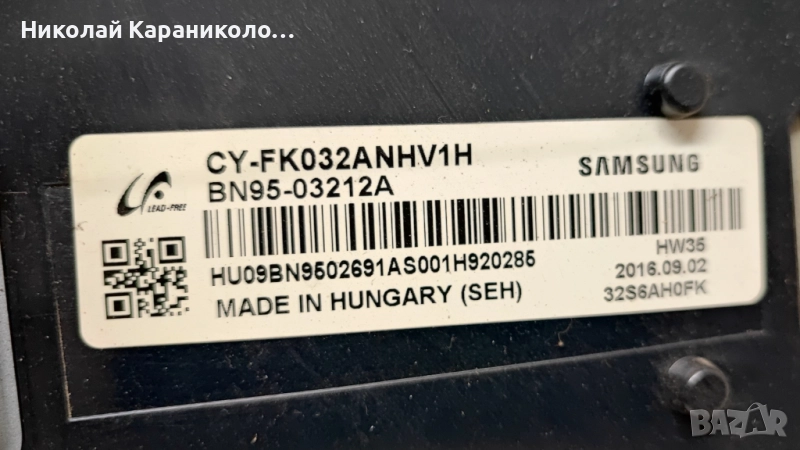 Николай Караниколо...
CY-FK032ANHV1H
SAMSUNG
BN95-03212A
LEAD-FREE
HU09BN9502691AS001H920285
HW35
2016.09.02
MADE IN HUNGARY (SEH)
32S6AH0FK
BAZAR